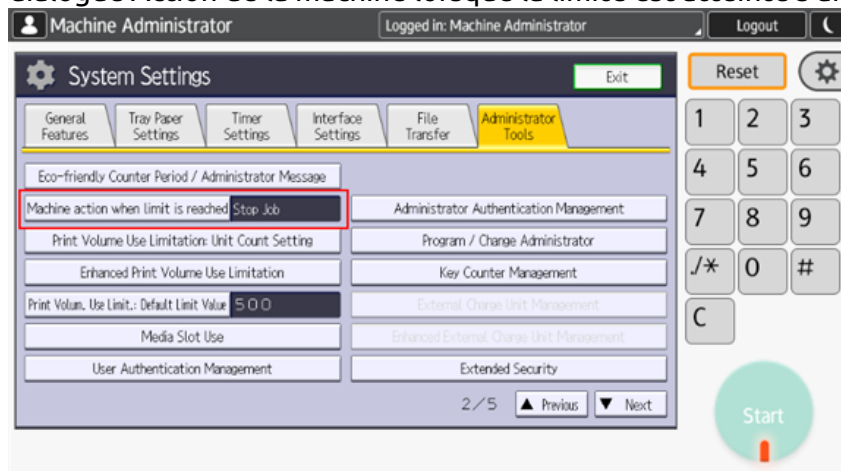 Machine Administrator
Logged in: Machine Administrator
Logout
System Settings
Exit
Reset
General Features
Tray Paper Settings
Timer Settings
Interface Settings
File Transfer
Administrator Tools
Eco-friendly Counter Period / Administrator Message
Machine action when limit is reached Stop Job
Administrator Authentication Management
Print Volume Use Limitation: Unit Count Setting
Program / Change Administrator
Enhanced Print Volume Use Limitation
Key Counter Management
Print Volum. Use Limit.: Default Limit Value 500
External Charge Unit Management
Media Slot Use
Enhanced External Charge Unit Management
User Authentication Management
Extended Security
2/5 ▲ Previous ▼ Next
1 2 3
4 5 6
7 8 9
./* 0 #
C
Start